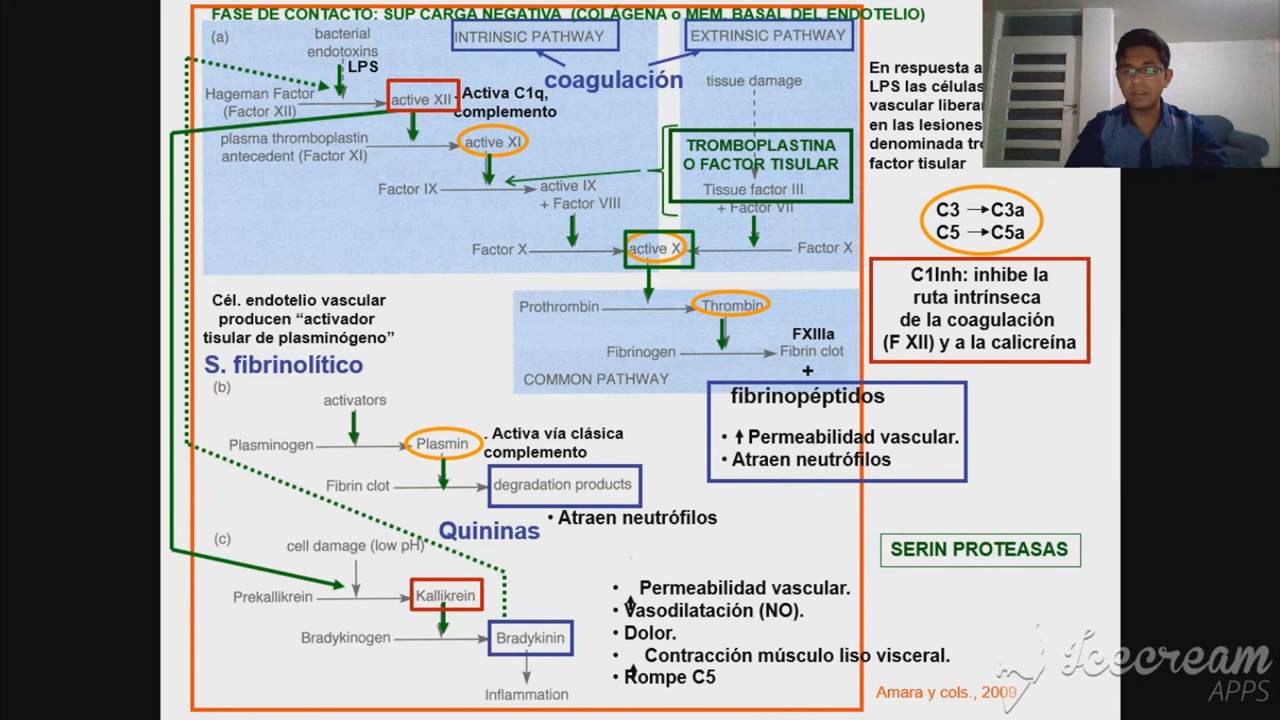 FASE DE CONTACTO: SUP CARGA NEGATIVA (COLÁGENA o MEM. BASAL DEL ENDOTELIO)
(a)
bacterial
endotoxins
LPS
INTRINSIC PATHWAY
EXTRINSIC PATHWAY
coagulación
tissue damage
Hageman Factor
(Factor XII)
active XII
. Activa C1q,
complemento
plasma thromboplastin
antecedent (Factor XI)
active XI
TROMBOPLASTINA
O FACTOR TISULAR
Factor IX
active IX
+ Factor VIII
Tissue factor III
+ Factor VII
Factor X
active X
Factor X
Prothrombin
Thrombin
FXIIIa
Fibrinogen
Fibrin clot
+
COMMON PATHWAY
fibrinopéptidos
• Permeabilidad vascular.
• Atraen neutrófilos
En respuesta a
LPS las células
vascular liberan
en las lesiones
denominada
factor tisular
C3 → C3a
C5 → C5a
C1Inh: inhibe la
ruta intrínseca
de la coagulación
(F XII) y a la calicreína
Cél. endotelio vascular
producen “activador
tisular de plasminógeno”
S. fibrinolítico
(b)
activators
Plasminogen
Plasmin
. Activa vía clásica
complemento
Fibrin clot
degradation products
• Atraen neutrófilos
Quininas
(c)
cell damage (low pH)
Prekallikrein
Kallikrein
Bradykinogen
Bradykinin
Inflammation
• Permeabilidad vascular.
• Vasodilatación (NO).
• Dolor.
• Contracción músculo liso visceral.
• Rompe C5
SERIN PROTEASAS
Amara y cols., 2009
Icecream
APPS